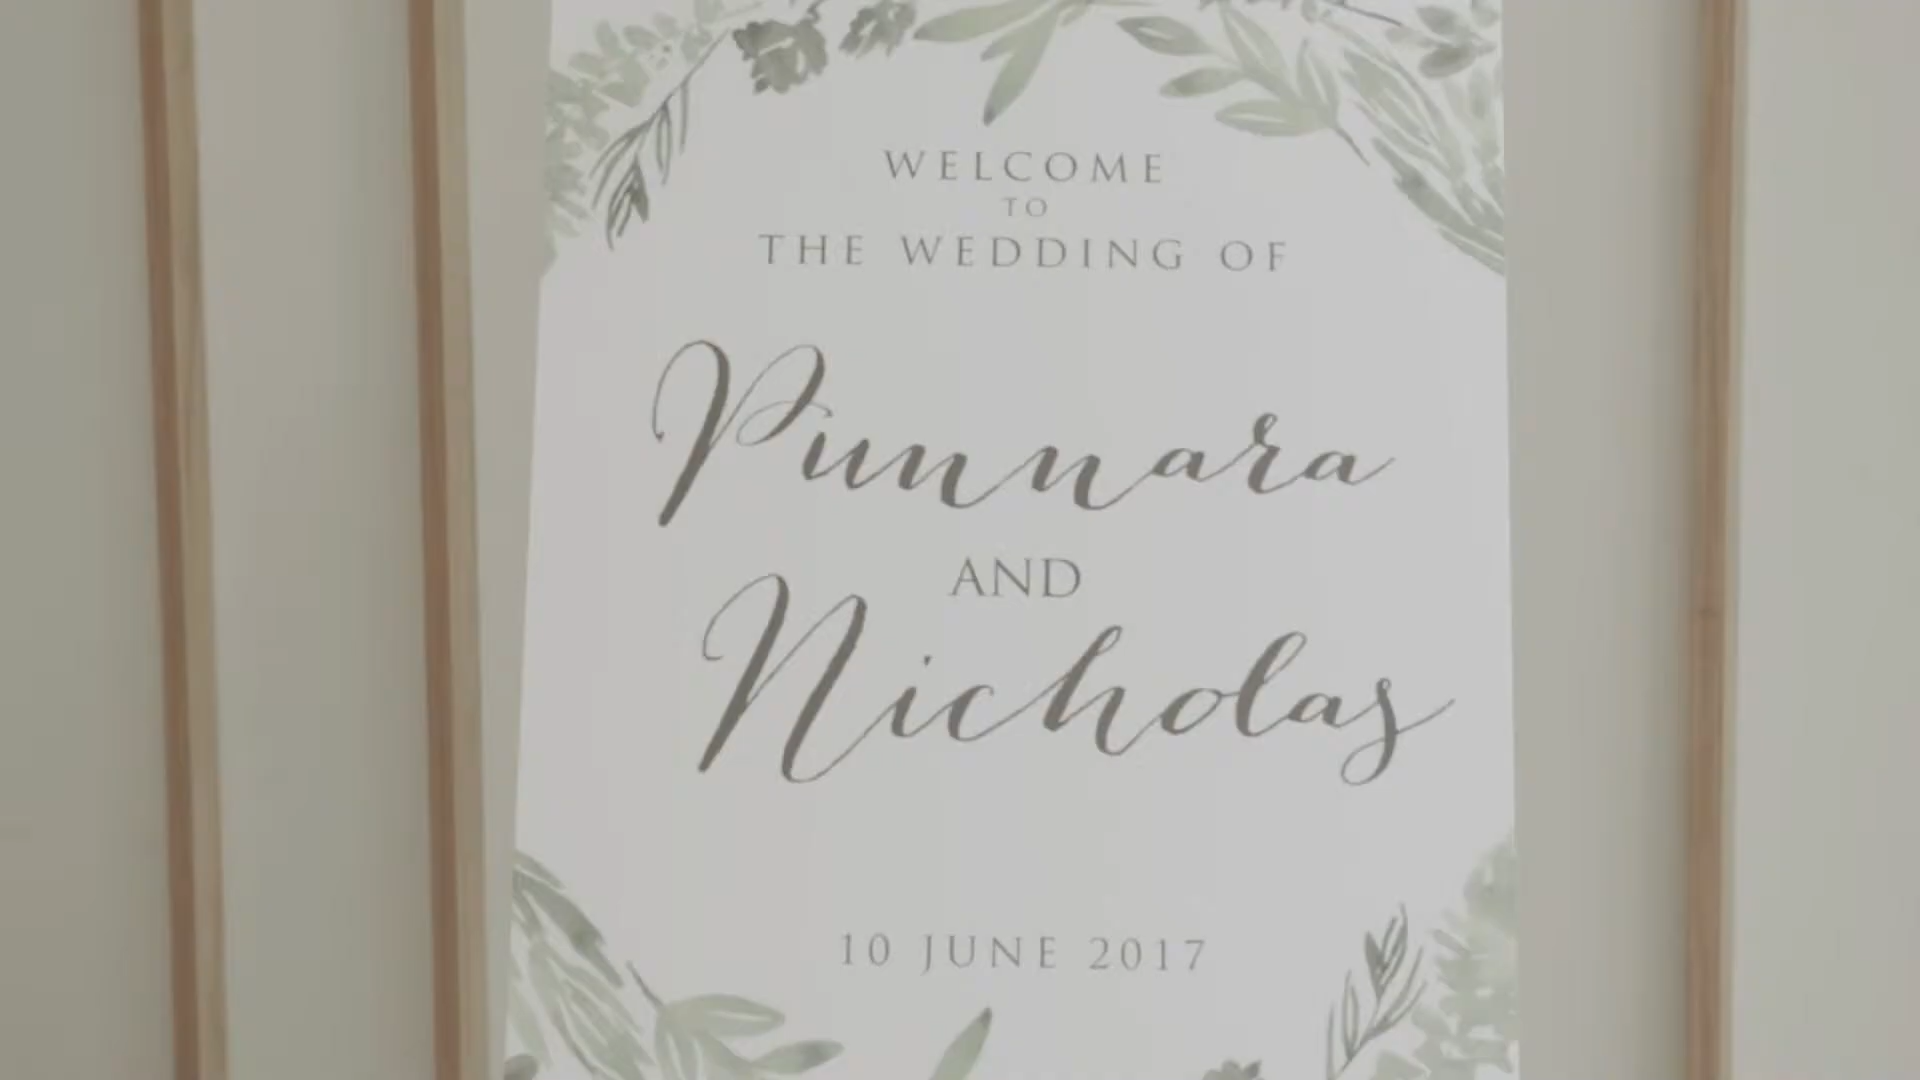 WELCOME
TO
THE WEDDING OF
Punnara
AND
Nicholas
10 JUNE 2017